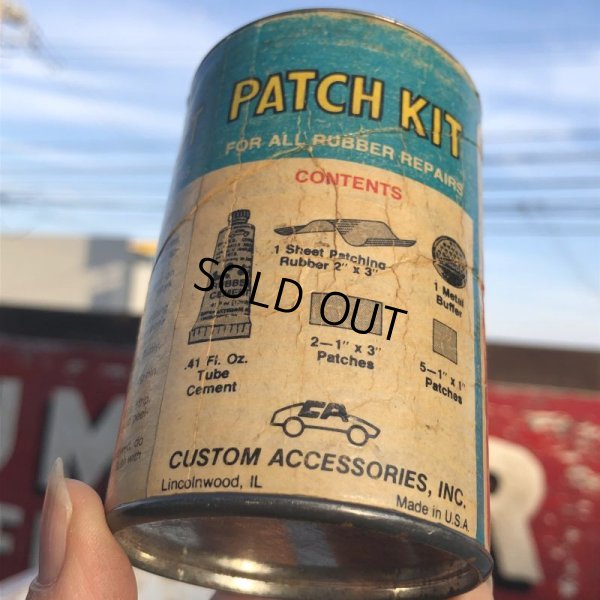 PATCH KIT
FOR ALL RUBBER REPAIRS
CONTENTS
1 Sheet Patching
Rubber 2" x 3"
1 Metal
Buffer
.41 Fl. Oz.
Tube
Cement
2—1" x 3"
Patches
5—1" x 1"
Patches
SOLD OUT
CA
CUSTOM ACCESSORIES, INC.
Lincolnwood, IL
Made in U.S.A.